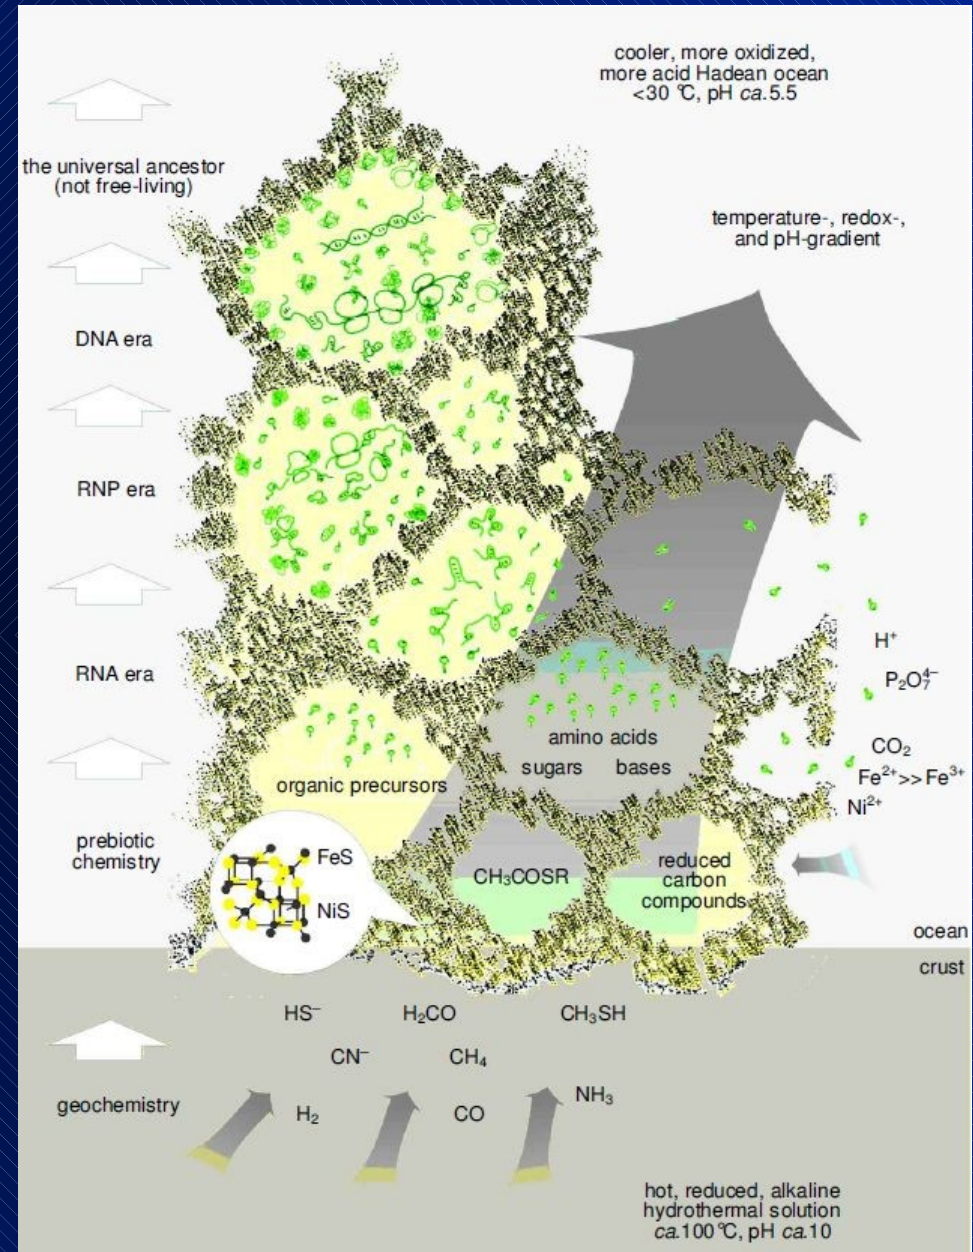 cooler, more oxidized,
more acid Hadean ocean
<30 °C, pH ca.5.5
the universal ancestor
(not free-living)
temperature-, redox-,
and pH-gradient
DNA era
RNP era
RNA era
H⁺
P₂O₇⁴⁻
CO₂
Fe²⁺>>Fe³⁺
Ni²⁺
amino acids
sugars bases
organic precursors
prebiotic
chemistry
FeS
NiS
CH₃COSR
reduced
carbon
compounds
ocean
crust
HS⁻ H₂CO CH₃SH
CN⁻ CH₄
NH₃
geochemistry
H₂ CO
hot, reduced, alkaline
hydrothermal solution
ca.100°C, pH ca.10